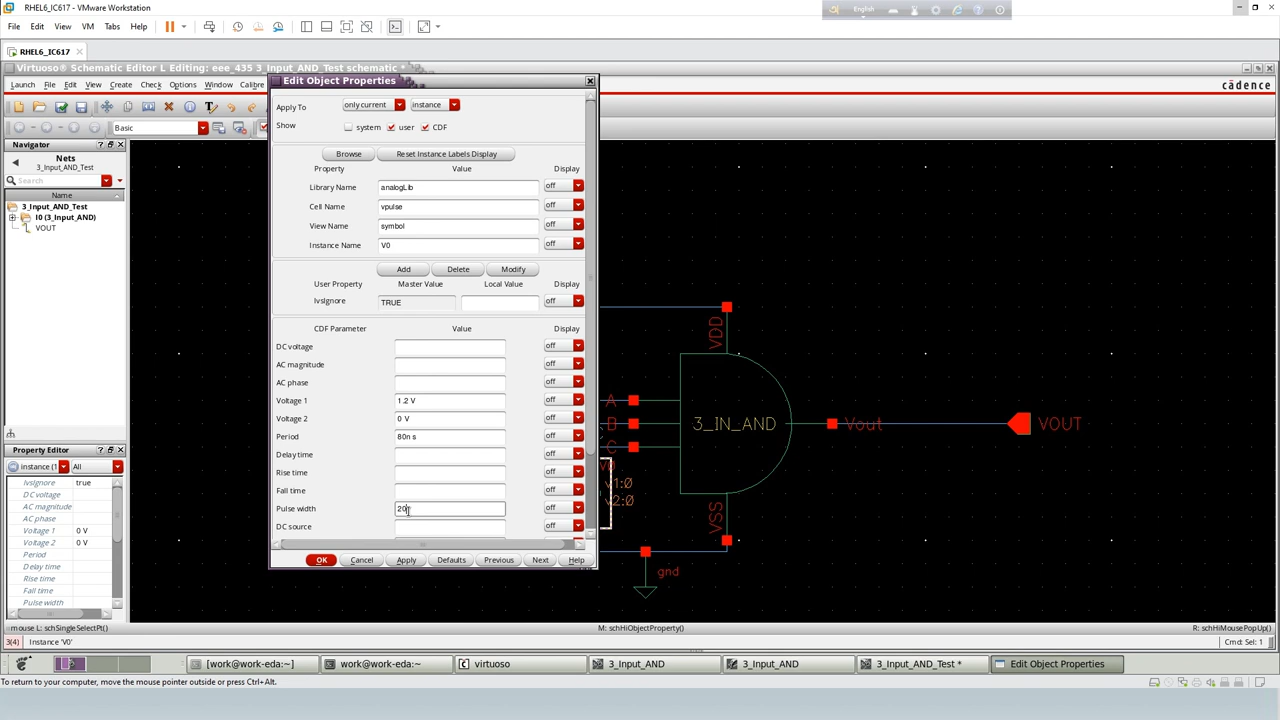 RHEL6_IC617 - VMware Workstation
English
File Edit View VM Tabs Help
RHEL6_IC617
Virtuoso® Schematic Editor L Editing: eee_435 3_Input_AND_Test schematic *
Launch File Edit View Create Check Options Window Calibre
cādence
Basic
Navigator
Nets
3_Input_AND_Test
Search
Name
3_Input_AND_Test
I0 (3_Input_AND)
VOUT
Property Editor
instance (1 All
lvsIgnore true
DC voltage
AC magnitude
AC phase
Voltage 1 0 V
Voltage 2 0 V
Period
Delay time
Rise time
Fall time
Pulse width
Edit Object Properties
Apply To only current instance
Show system user CDF
Browse Reset Instance Labels Display
Property Value Display
Library Name analogLib off
Cell Name vpulse off
View Name symbol off
Instance Name V0 off
Add Delete Modify
User Property Master Value Local Value Display
lvsIgnore TRUE off
CDF Parameter Value Display
DC voltage off
AC magnitude off
AC phase off
Voltage 1 1.2 V off
Voltage 2 0 V off
Period 80n s off
Delay time off
Rise time off
Fall time off
Pulse width 20 off
DC source off
OK Cancel Apply Defaults Previous Next Help
VDD
A
B
C
3_IN_AND
Vout
VOUT
V0
v1:0
v2:0
VSS
gnd
mouse L: schSingleSelectPt() M: schHiObjectProperty() R: schHiMousePopUp()
3(4) Instance 'V0' Cmd: Sel: 1
[work@work-eda:~] work@work-eda:~ virtuoso 3_Input_AND 3_Input_AND 3_Input_AND_Test * Edit Object Properties
To return to your computer, move the mouse pointer outside or press Ctrl+Alt.